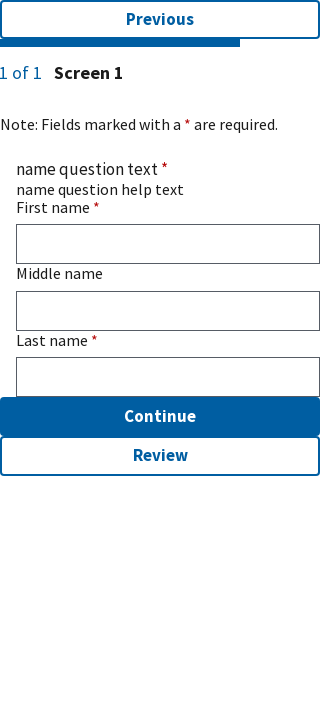 Previous
1 of 1 Screen 1
Note: Fields marked with a * are required.
name question text *
name question help text
First name *
Middle name
Last name *
Continue
Review